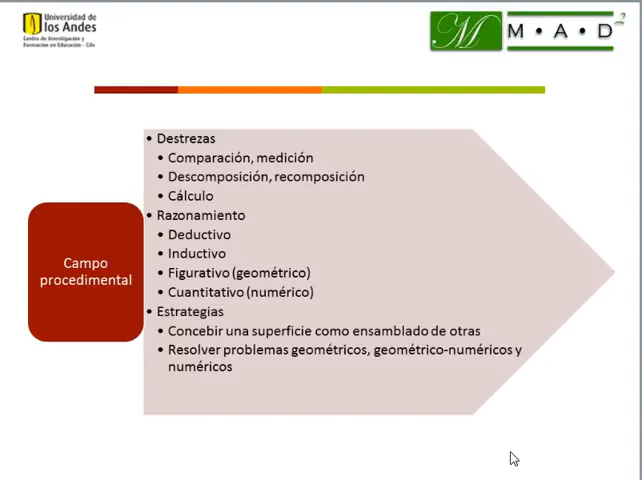 Universidad de
los Andes
Centro de Investigación y
Formación en Educación - Cife
M M • A • D 2
• Destrezas
• Comparación, medición
• Descomposición, recomposición
• Cálculo
• Razonamiento
• Deductivo
• Inductivo
• Figurativo (geométrico)
• Cuantitativo (numérico)
• Estrategias
• Concebir una superficie como ensamblado de otras
• Resolver problemas geométricos, geométrico-numéricos y
numéricos
Campo
procedimental